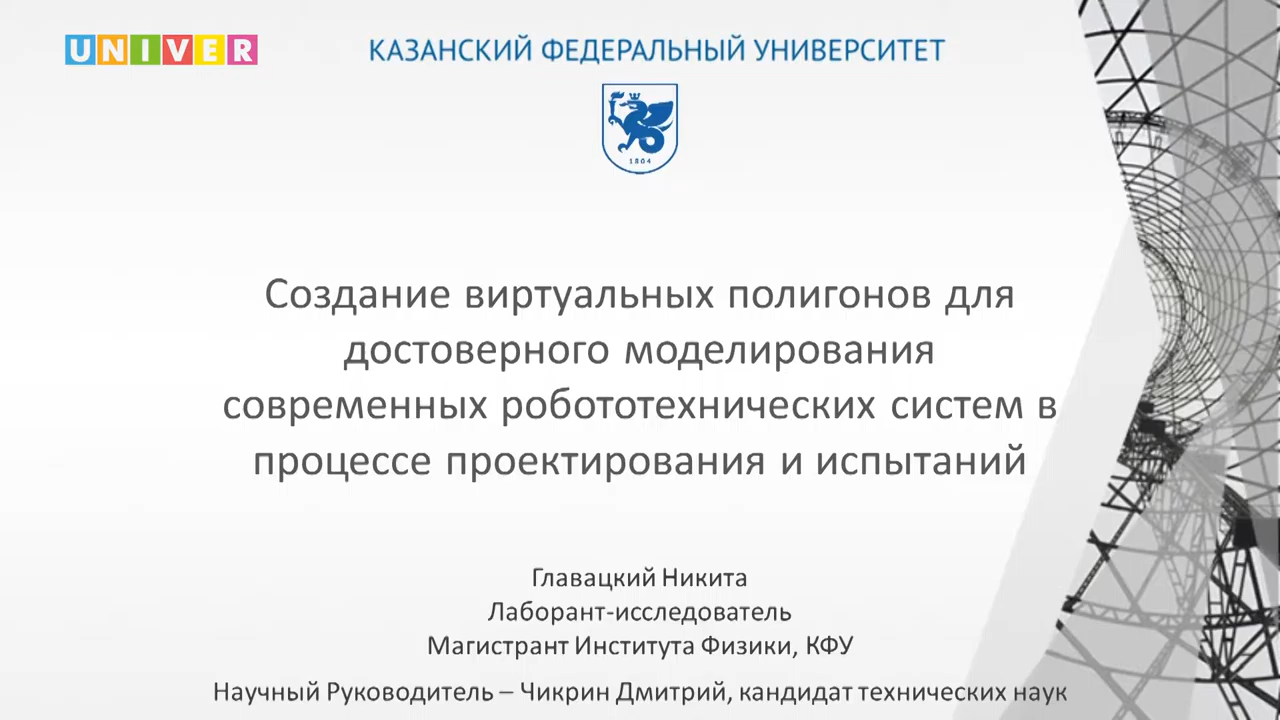 UNIVER
КАЗАНСКИЙ ФЕДЕРАЛЬНЫЙ УНИВЕРСИТЕТ
1804
Создание виртуальных полигонов для
достоверного моделирования
современных робототехнических систем в
процессе проектирования и испытаний
Главацкий Никита
Лаборант-исследователь
Магистрант Института Физики, КФУ
Научный Руководитель – Чикрин Дмитрий, кандидат технических наук